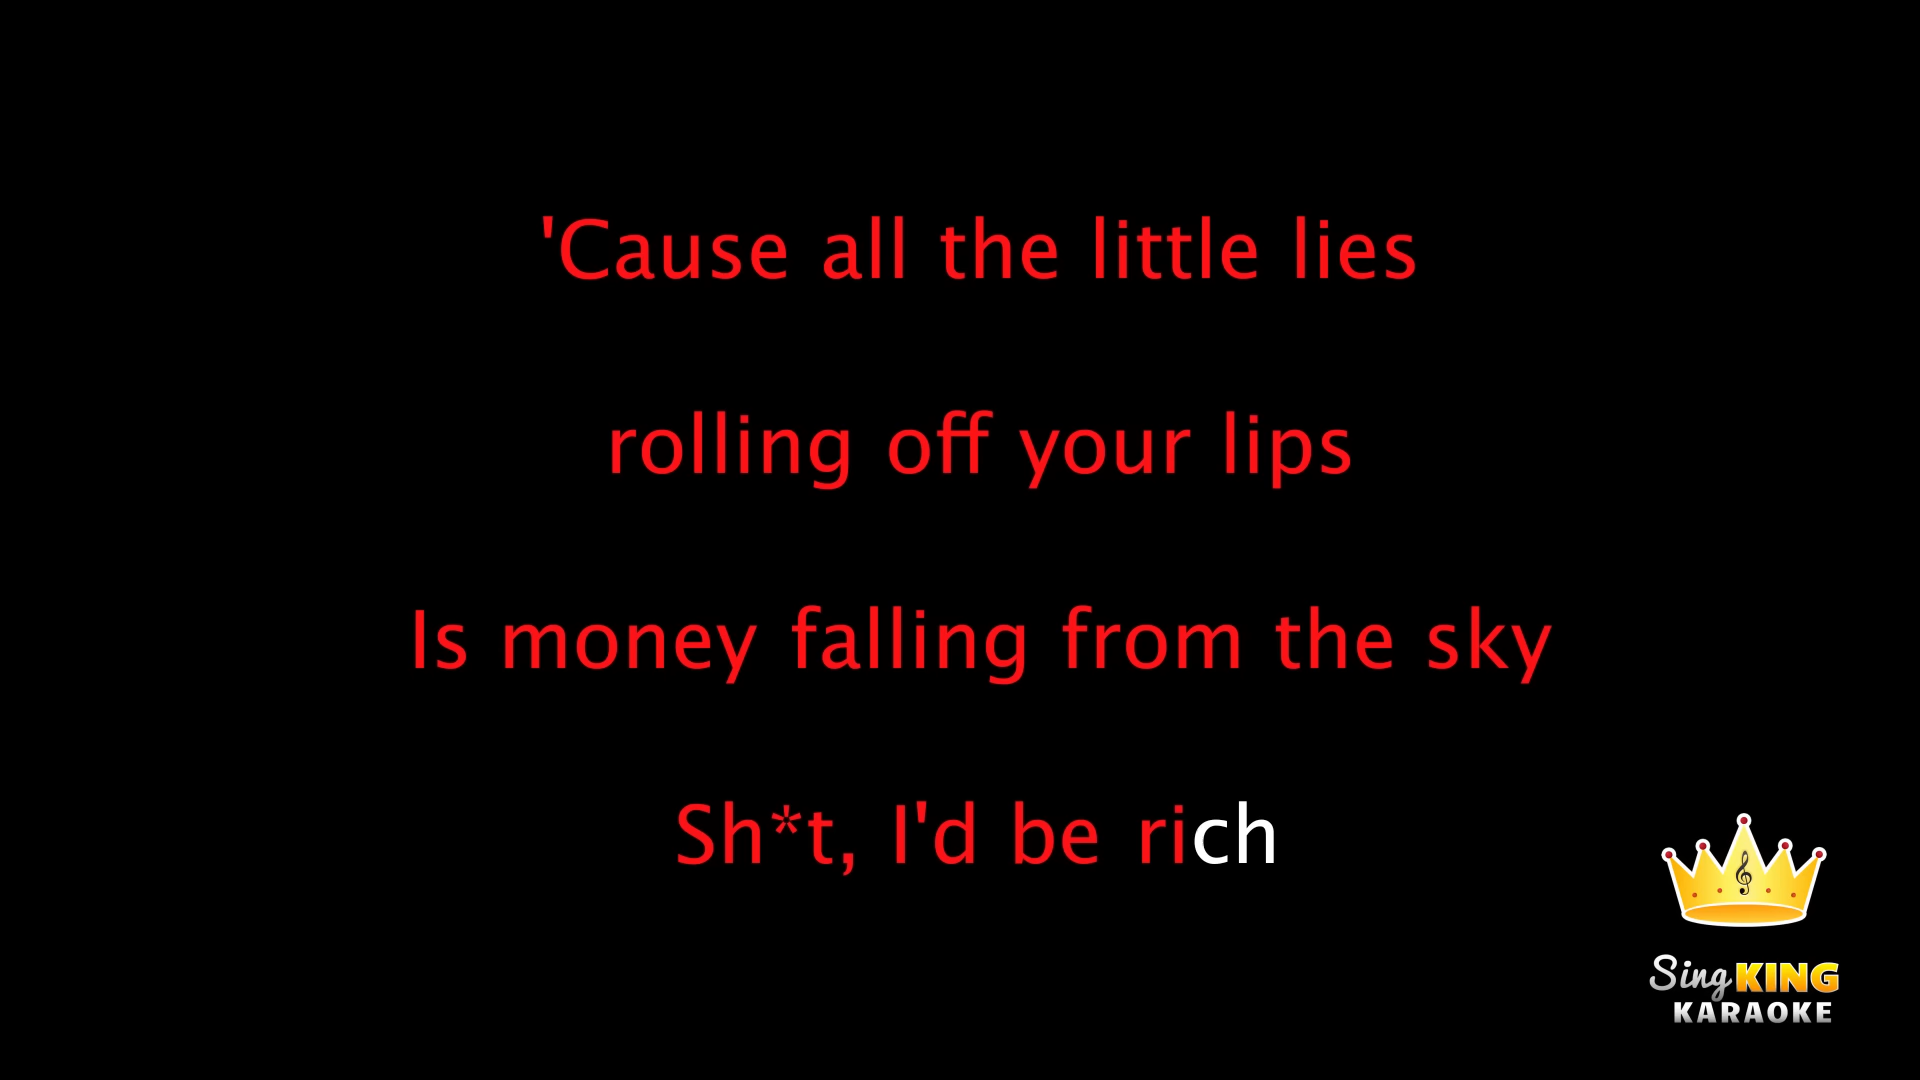 'Cause all the little lies
rolling off your lips
Is money falling from the sky
Sh*t, I'd be rich
Sing KING
KARAOKE